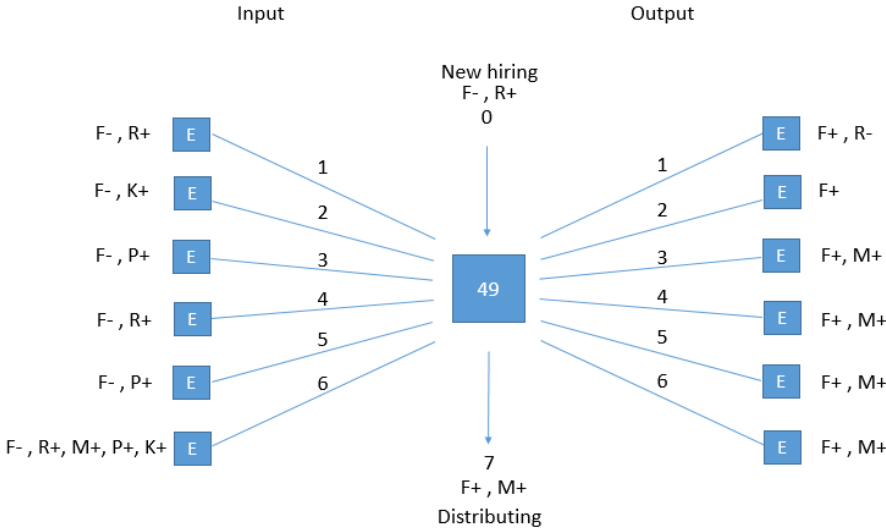 Input
Output
New hiring
F- , R+
0
F- , R+
E
1
1
E
F+ , R-
F- , K+
E
2
2
E
F+
F- , P+
E
3
3
E
F+, M+
49
F- , R+
E
4
4
E
F+ , M+
F- , P+
E
5
5
E
F+ , M+
F- , R+, M+, P+, K+
E
6
6
E
F+ , M+
7
F+ , M+
Distributing